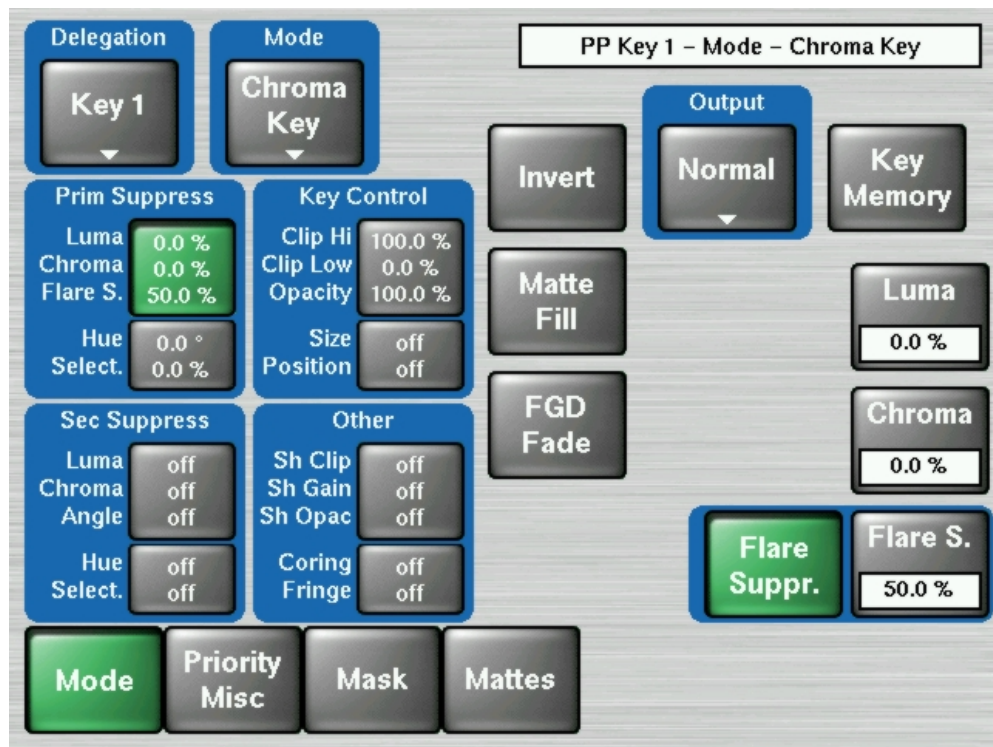 Delegation
Key 1
Mode
Chroma
Key
PP Key 1 – Mode – Chroma Key
Invert
Output
Normal
Key
Memory
Prim Suppress
Luma 0.0 %
Chroma 0.0 %
Flare S. 50.0 %
Hue 0.0 °
Select. 0.0 %
Key Control
Clip Hi 100.0 %
Clip Low 0.0 %
Opacity 100.0 %
Size off
Position off
Matte
Fill
Luma
0.0 %
FGD
Fade
Chroma
0.0 %
Sec Suppress
Luma off
Chroma off
Angle off
Hue off
Select. off
Other
Sh Clip off
Sh Gain off
Sh Opac off
Coring off
Fringe off
Flare
Suppr.
Flare S.
50.0 %
Mode
Priority
Misc
Mask
Mattes